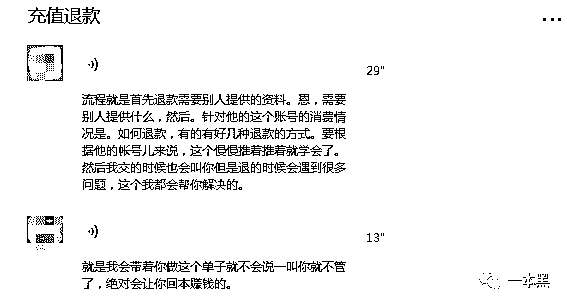 充值退款
...
29"
流程就是首先退款需要别人提供的资料。恩，需要
别人提供什么，然后。针对他的这个账号的消费情
况是。如何退款，有的有好几种退款的方式。要根
据他的帐号儿来说，这个慢慢推着推着就学会了。
然后我交的时候也会叫你但是退的时候会遇到很多
问题，这个我都会帮你解决的。
13"
就是我会带着你做这个单子就不会说一叫你就不管
了，绝对会让你回本赚钱的。
一本黑